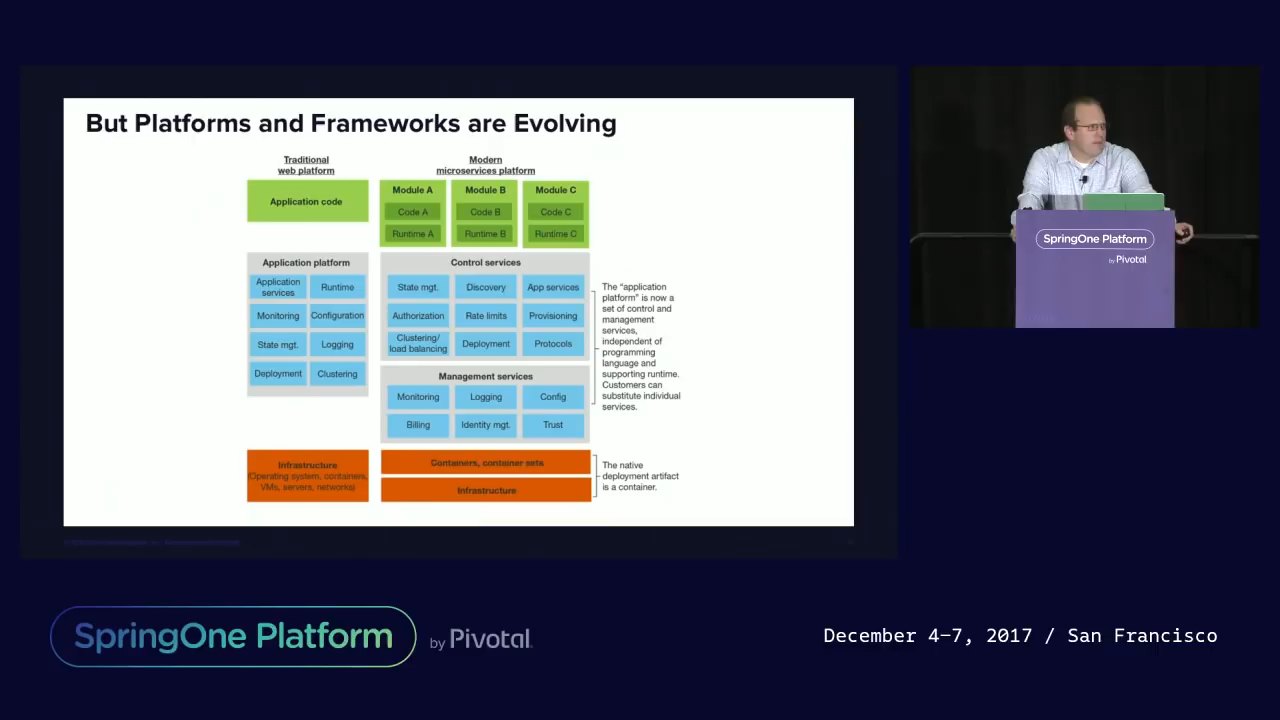 But Platforms and Frameworks are Evolving
Traditional
web platform
Modern
microservices platform
Application code
Module A
Code A
Runtime A
Module B
Code B
Runtime B
Module C
Code C
Runtime C
Application platform
Application
services
Runtime
Monitoring
Configuration
State mgt.
Logging
Deployment
Clustering
Control services
State mgt.
Discovery
App services
Authorization
Rate limits
Provisioning
Clustering/
load balancing
Deployment
Protocols
Management services
Monitoring
Logging
Config
Billing
Identity mgt.
Trust
The “application
platform” is now a
set of control and
management
services,
independent of
programming
language and
supporting runtime.
Customers can
substitute individual
services.
Infrastructure
(Operating system, containers,
VMs, servers, networks)
Containers, container sets
Infrastructure
The native
deployment artifact
is a container.
SpringOne Platform
by Pivotal
SpringOne Platform by Pivotal.
December 4–7, 2017 / San Francisco